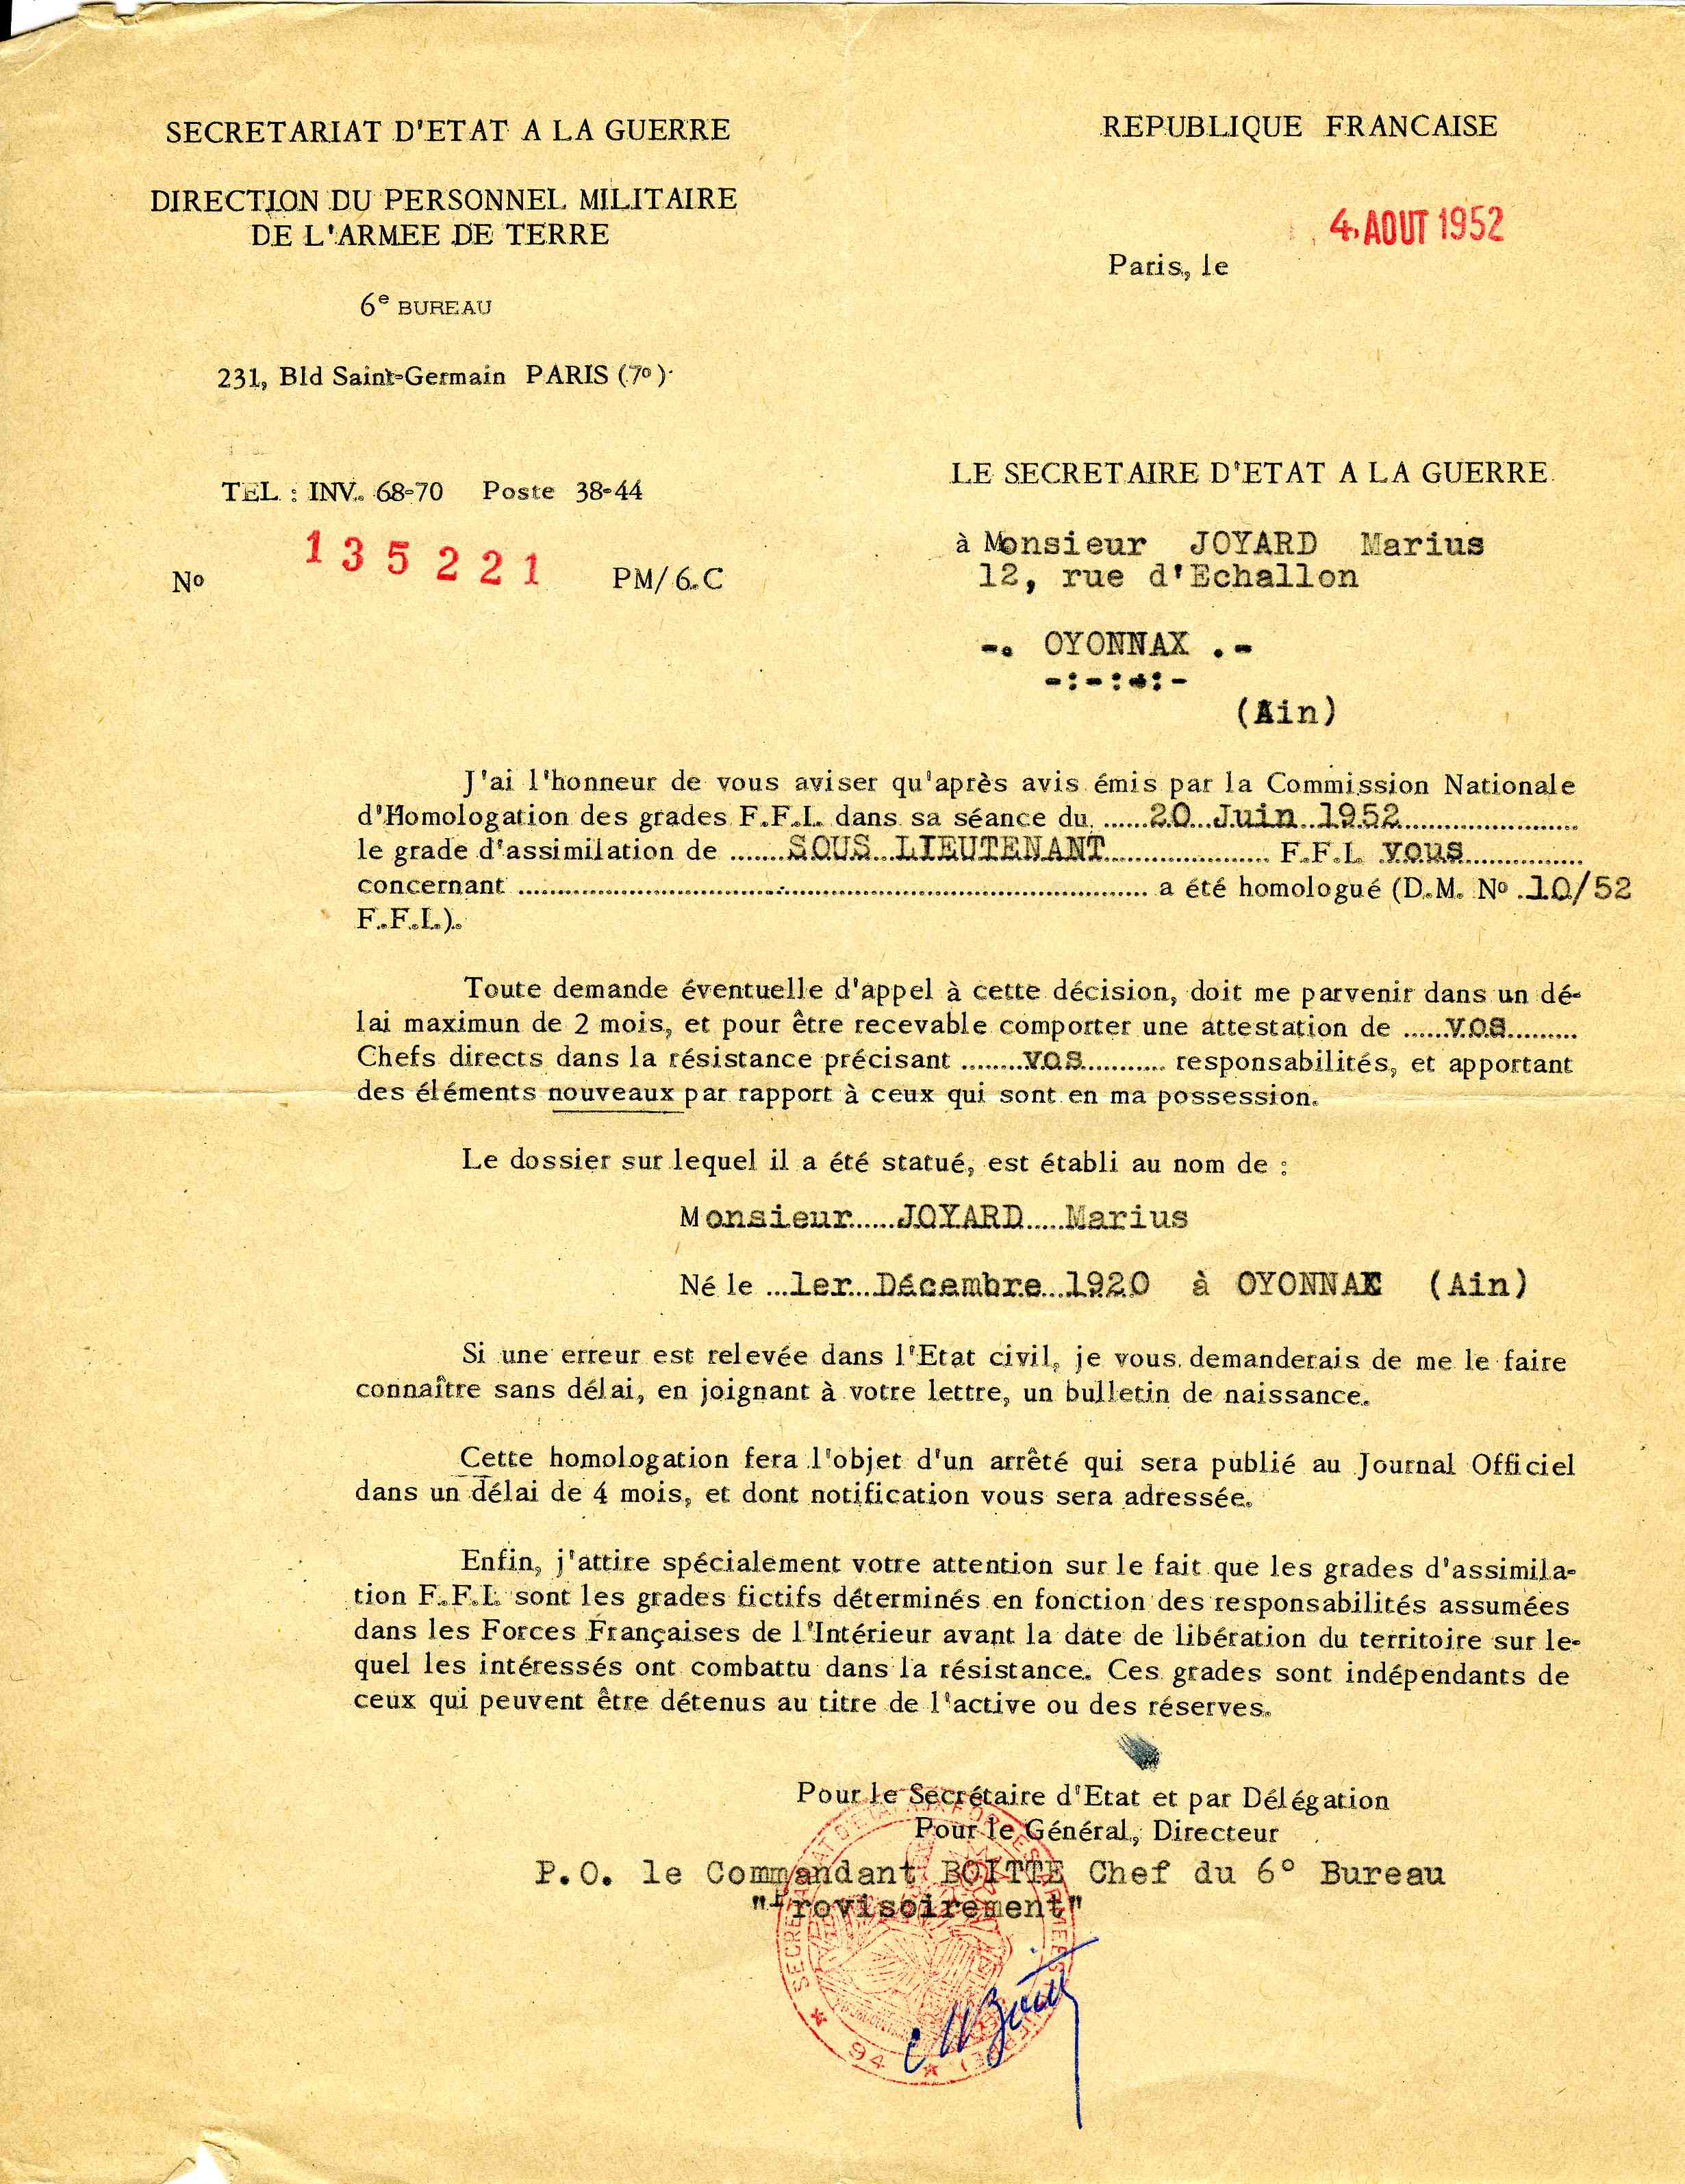 SECRETARIAT D'ETAT A LA GUERRE
REPUBLIQUE FRANCAISE
DIRECTION DU PERSONNEL MILITAIRE
DE L'ARMEE DE TERRE
4 AOUT 1952
Paris, le
6e BUREAU
231, Bld Saint-Germain PARIS (7o)
TEL : INV. 68-70 Poste 38-44
No 135221 PM/6.C
LE SECRETAIRE D'ETAT A LA GUERRE
à Monsieur JOYARD Marius
12, rue d'Echallon
-. OYONNAX .-
-:-:-:-
(Ain)
J'ai l'honneur de vous aviser qu'après avis émis par la Commission Nationale
d'Homologation des grades F.F.I. dans sa séance du ......20 Juin 1952......
le grade d'assimilation de ......SOUS LIEUTENANT...... F.F.I. vous......
concernant ...... a été homologué (D.M. No 10/52
F.F.I.).
Toute demande éventuelle d'appel à cette décision, doit me parvenir dans un dé-
lai maximun de 2 mois, et pour être recevable comporter une attestation de ......vos......
Chefs directs dans la résistance précisant ......vos...... responsabilités, et apportant
des éléments nouveaux par rapport à ceux qui sont en ma possession.
Le dossier sur lequel il a été statué, est établi au nom de :
Monsieur......JOYARD.....Marius
Né le ...1er...Décembre...1920 à OYONNAX (Ain)
Si une erreur est relevée dans l'Etat civil, je vous demanderais de me le faire
connaître sans délai, en joignant à votre lettre, un bulletin de naissance.
Cette homologation fera l'objet d'un arrêté qui sera publié au Journal Officiel
dans un délai de 4 mois, et dont notification vous sera adressée.
Enfin, j'attire spécialement votre attention sur le fait que les grades d'assimila-
tion F.F.I. sont les grades fictifs déterminés en fonction des responsabilités assumées
dans les Forces Françaises de l'Intérieur avant la date de libération du territoire sur le-
quel les intéressés ont combattu dans la résistance. Ces grades sont indépendants de
ceux qui peuvent être détenus au titre de l'active ou des réserves.
Pour le Secrétaire d'Etat et par Délégation
Pour le Général, Directeur
P.O. le Commandant BOITTE Chef du 6° Bureau
"Provisoirement"
94